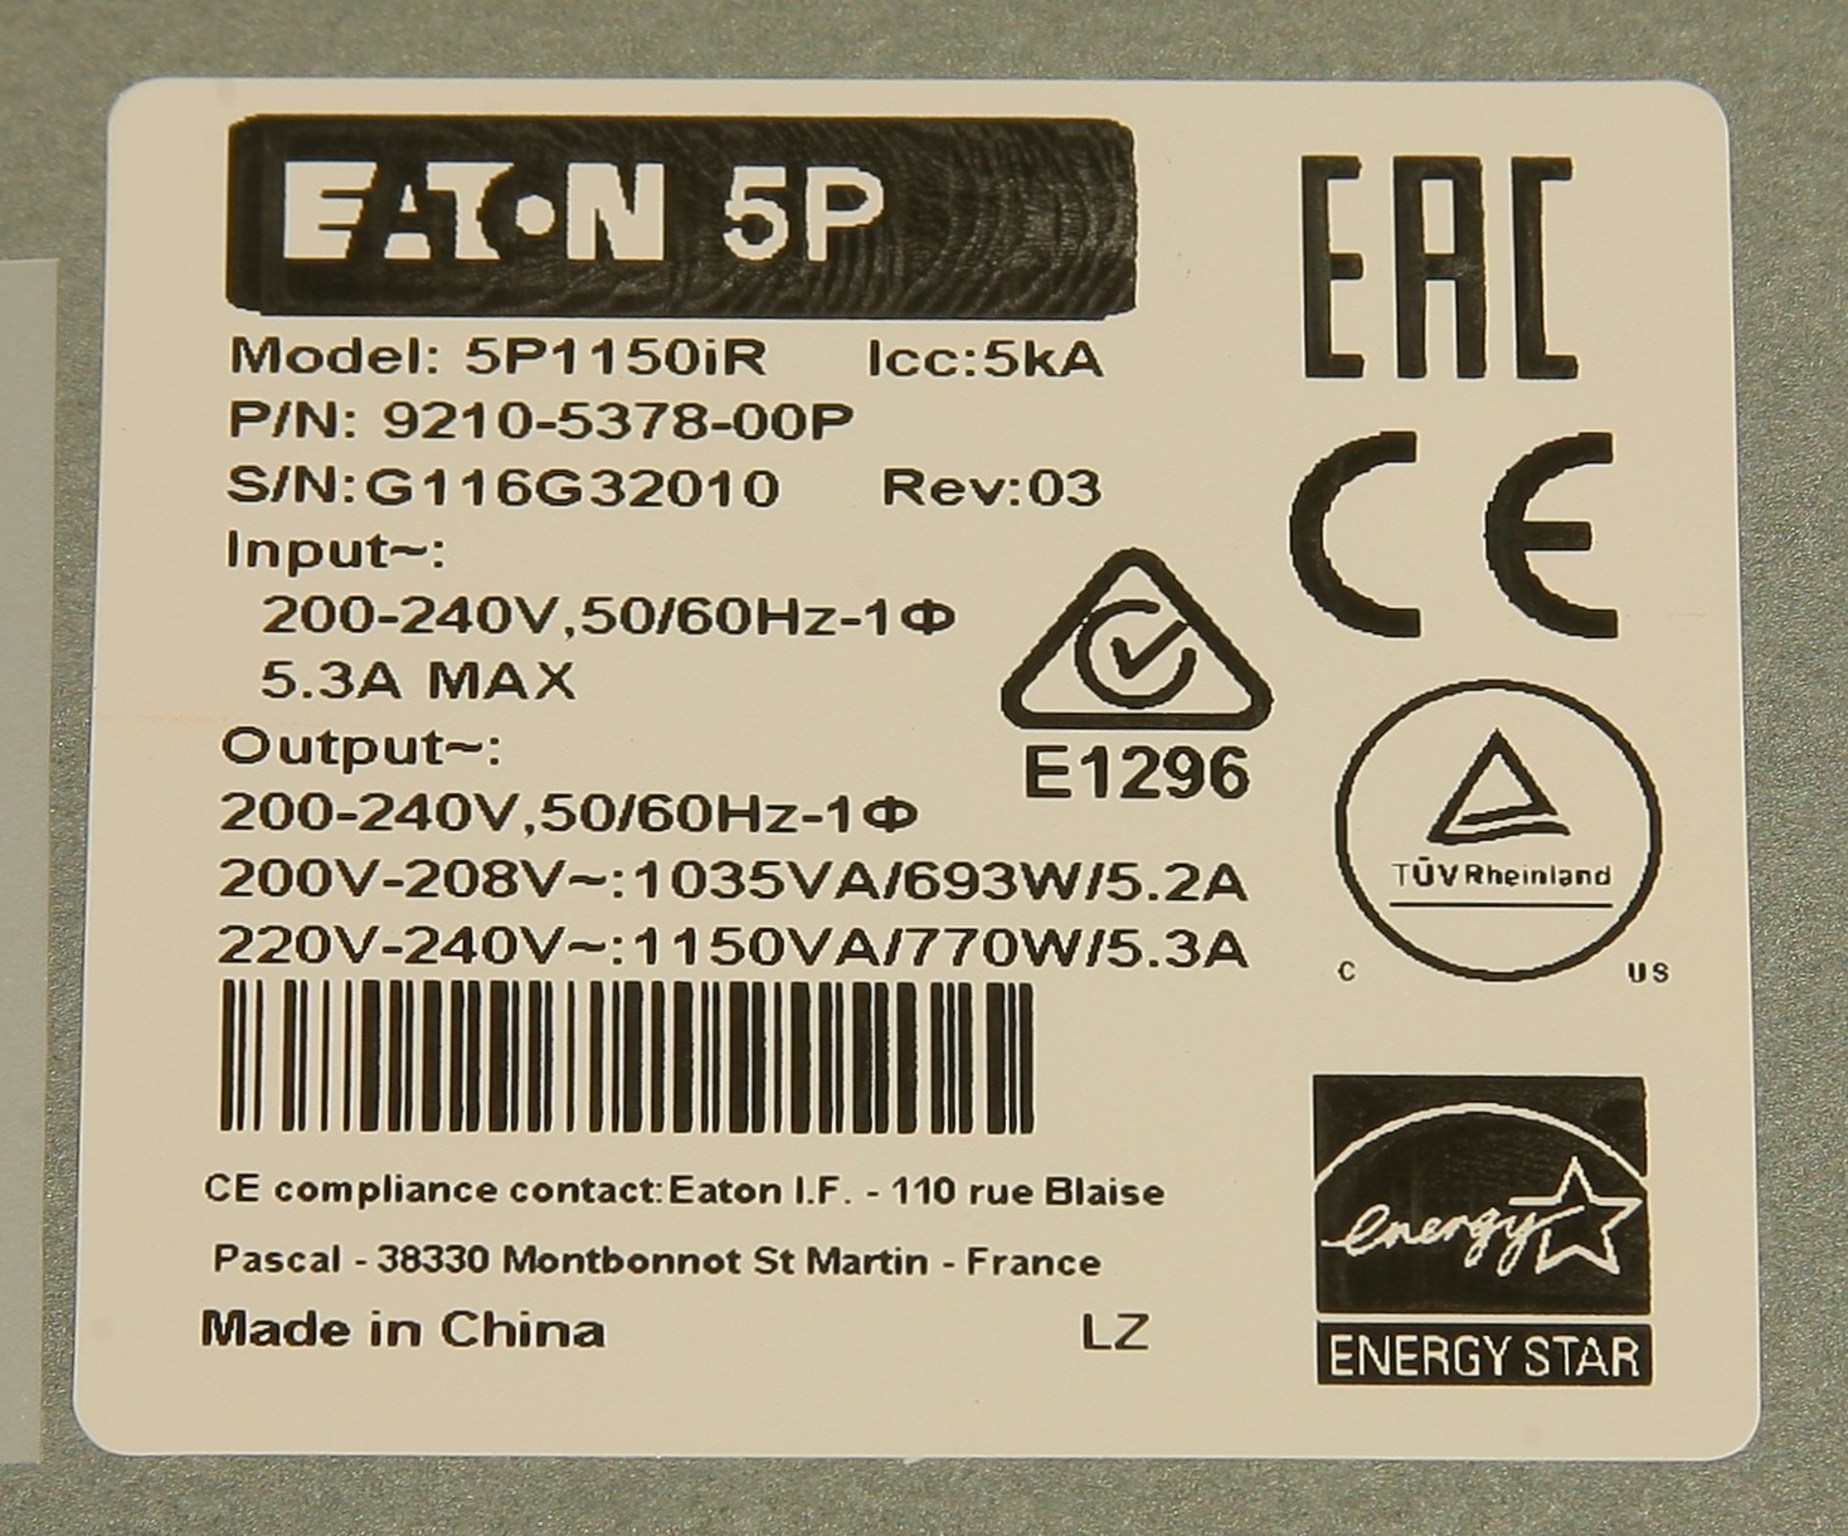 EATON 5P
EAC
Model: 5P1150iR Icc:5kA
P/N: 9210-5378-00P
S/N:G116G32010 Rev:03
CE
Input~:
200-240V,50/60Hz-1Φ
5.3A MAX
E1296
Output~:
200-240V,50/60Hz-1Φ
200V-208V~:1035VA/693W/5.2A
220V-240V~:1150VA/770W/5.3A
TÜVRheinland
C US
CE compliance contact:Eaton I.F. - 110 rue Blaise
Pascal - 38330 Montbonnot St Martin - France
Made in China LZ
energy
ENERGY STAR